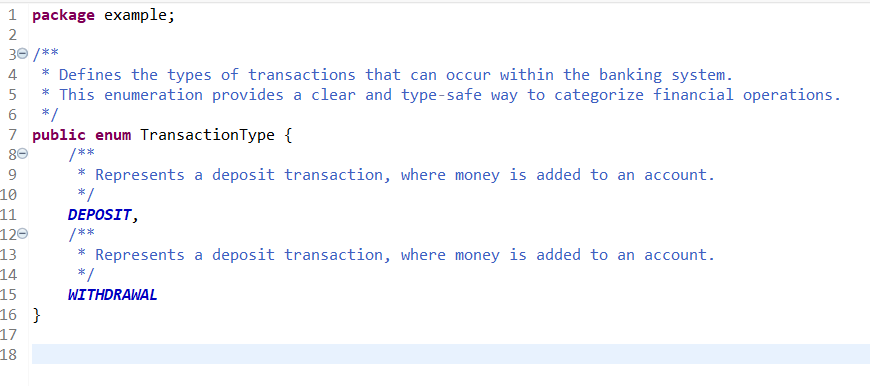 1 package example;
2
3 /**
4  * Defines the types of transactions that can occur within the banking system.
5  * This enumeration provides a clear and type-safe way to categorize financial operations.
6  */
7 public enum TransactionType {
8     /**
9      * Represents a deposit transaction, where money is added to an account.
10      */
11     DEPOSIT,
12     /**
13      * Represents a deposit transaction, where money is added to an account.
14      */
15     WITHDRAWAL
16 }
17
18